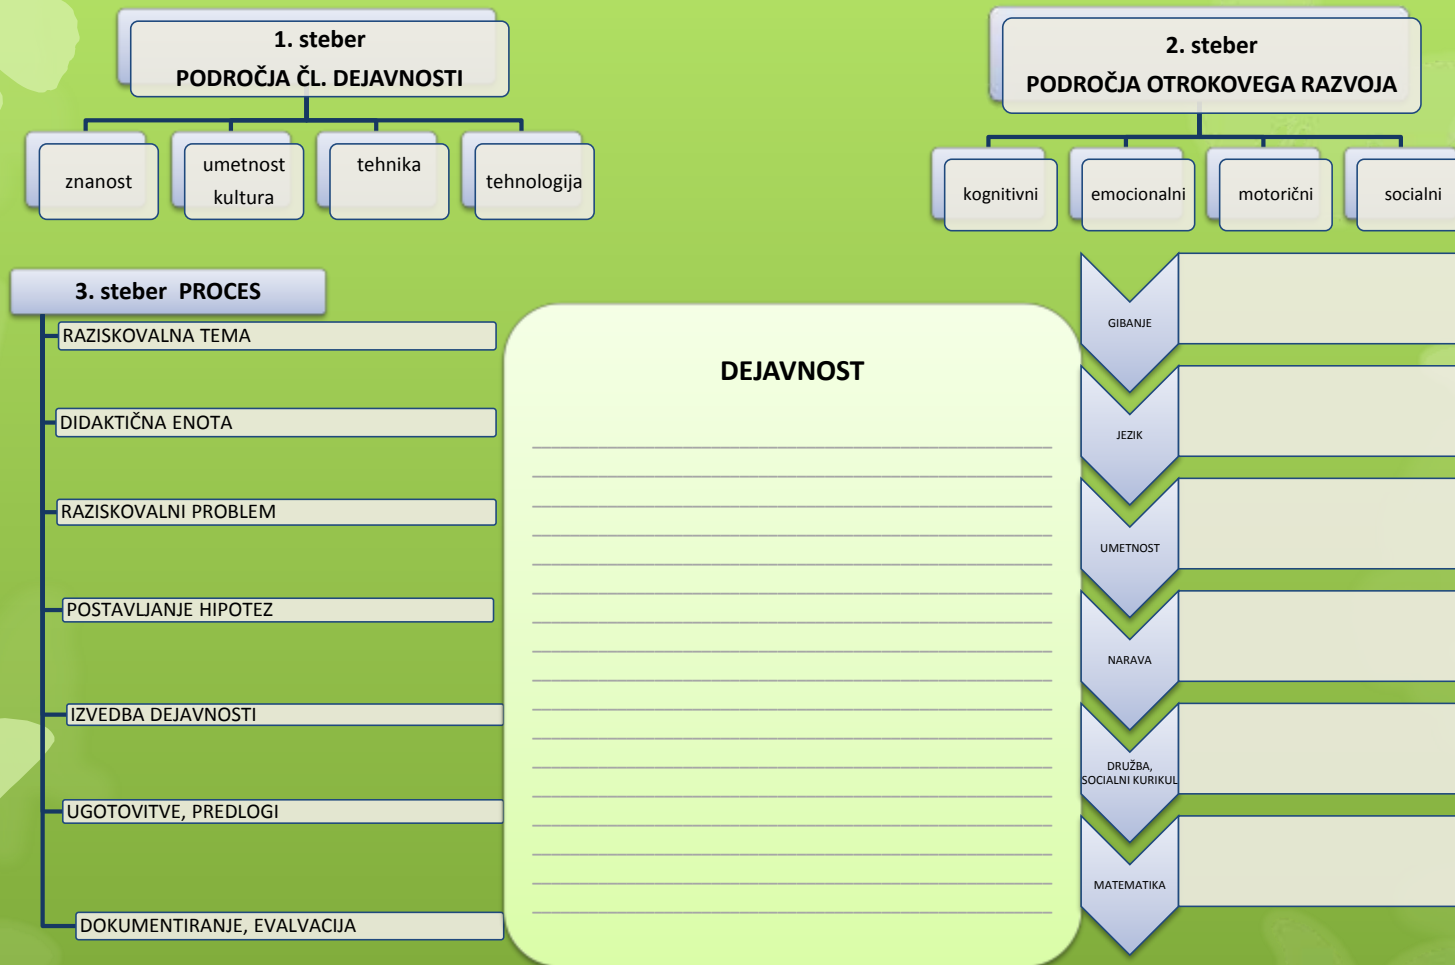 1. steber
PODROČJA ČL. DEJAVNOSTI
znanost
umetnost
kultura
tehnika
tehnologija
2. steber
PODROČJA OTROKOVEGA RAZVOJA
kognitivni
emocionalni
motorični
socialni
3. steber PROCES
RAZISKOVALNA TEMA
DIDAKTIČNA ENOTA
RAZISKOVALNI PROBLEM
POSTAVLJANJE HIPOTEZ
IZVEDBA DEJAVNOSTI
UGOTOVITVE, PREDLOGI
DOKUMENTIRANJE, EVALVACIJA
DEJAVNOST
GIBANJE
JEZIK
UMETNOST
NARAVA
DRUŽBA,
SOCIALNI KURIKUL
MATEMATIKA